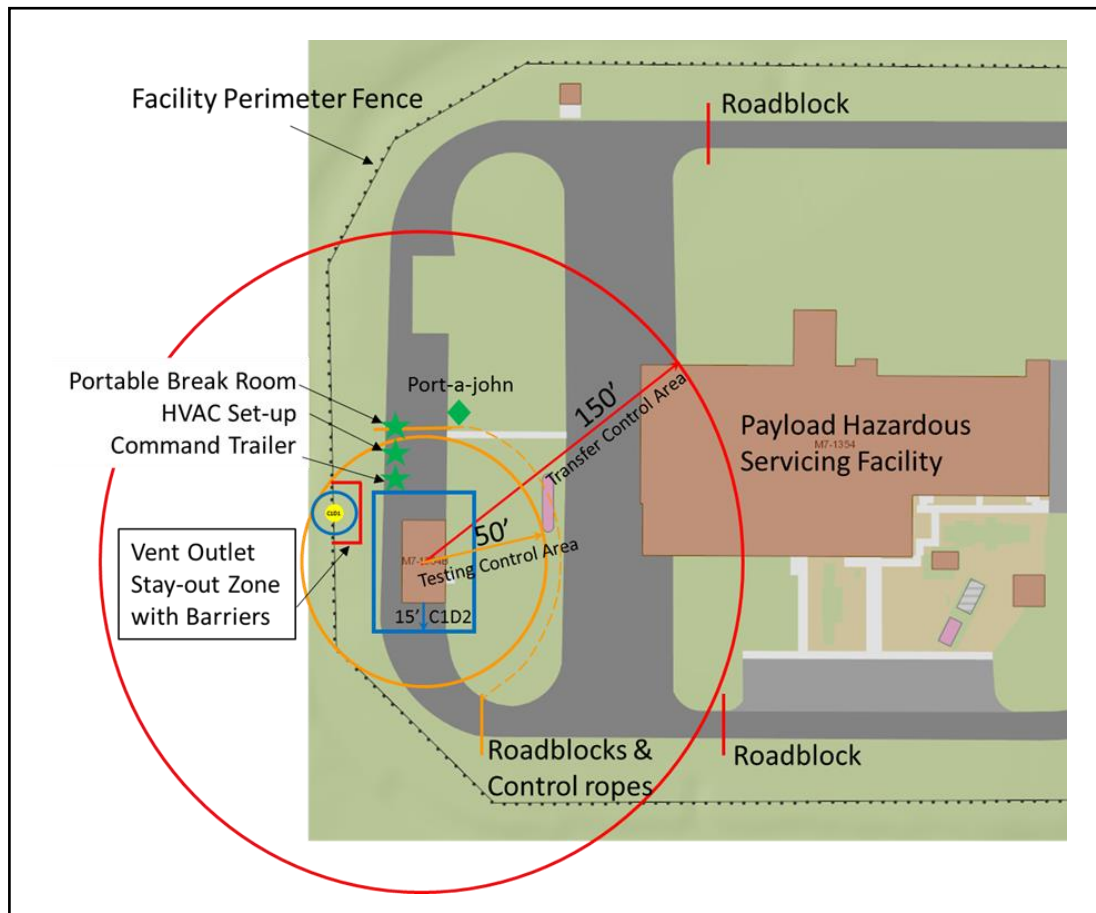 Facility Perimeter Fence
Roadblock
Portable Break Room
HVAC Set-up
Command Trailer
Port-a-john
150’
Transfer Control Area
Payload Hazardous
M7-1354
Servicing Facility
C1D1
50’
Testing Control Area
Vent Outlet
Stay-out Zone
with Barriers
15’ C1D2
Roadblocks &
Control ropes
Roadblock